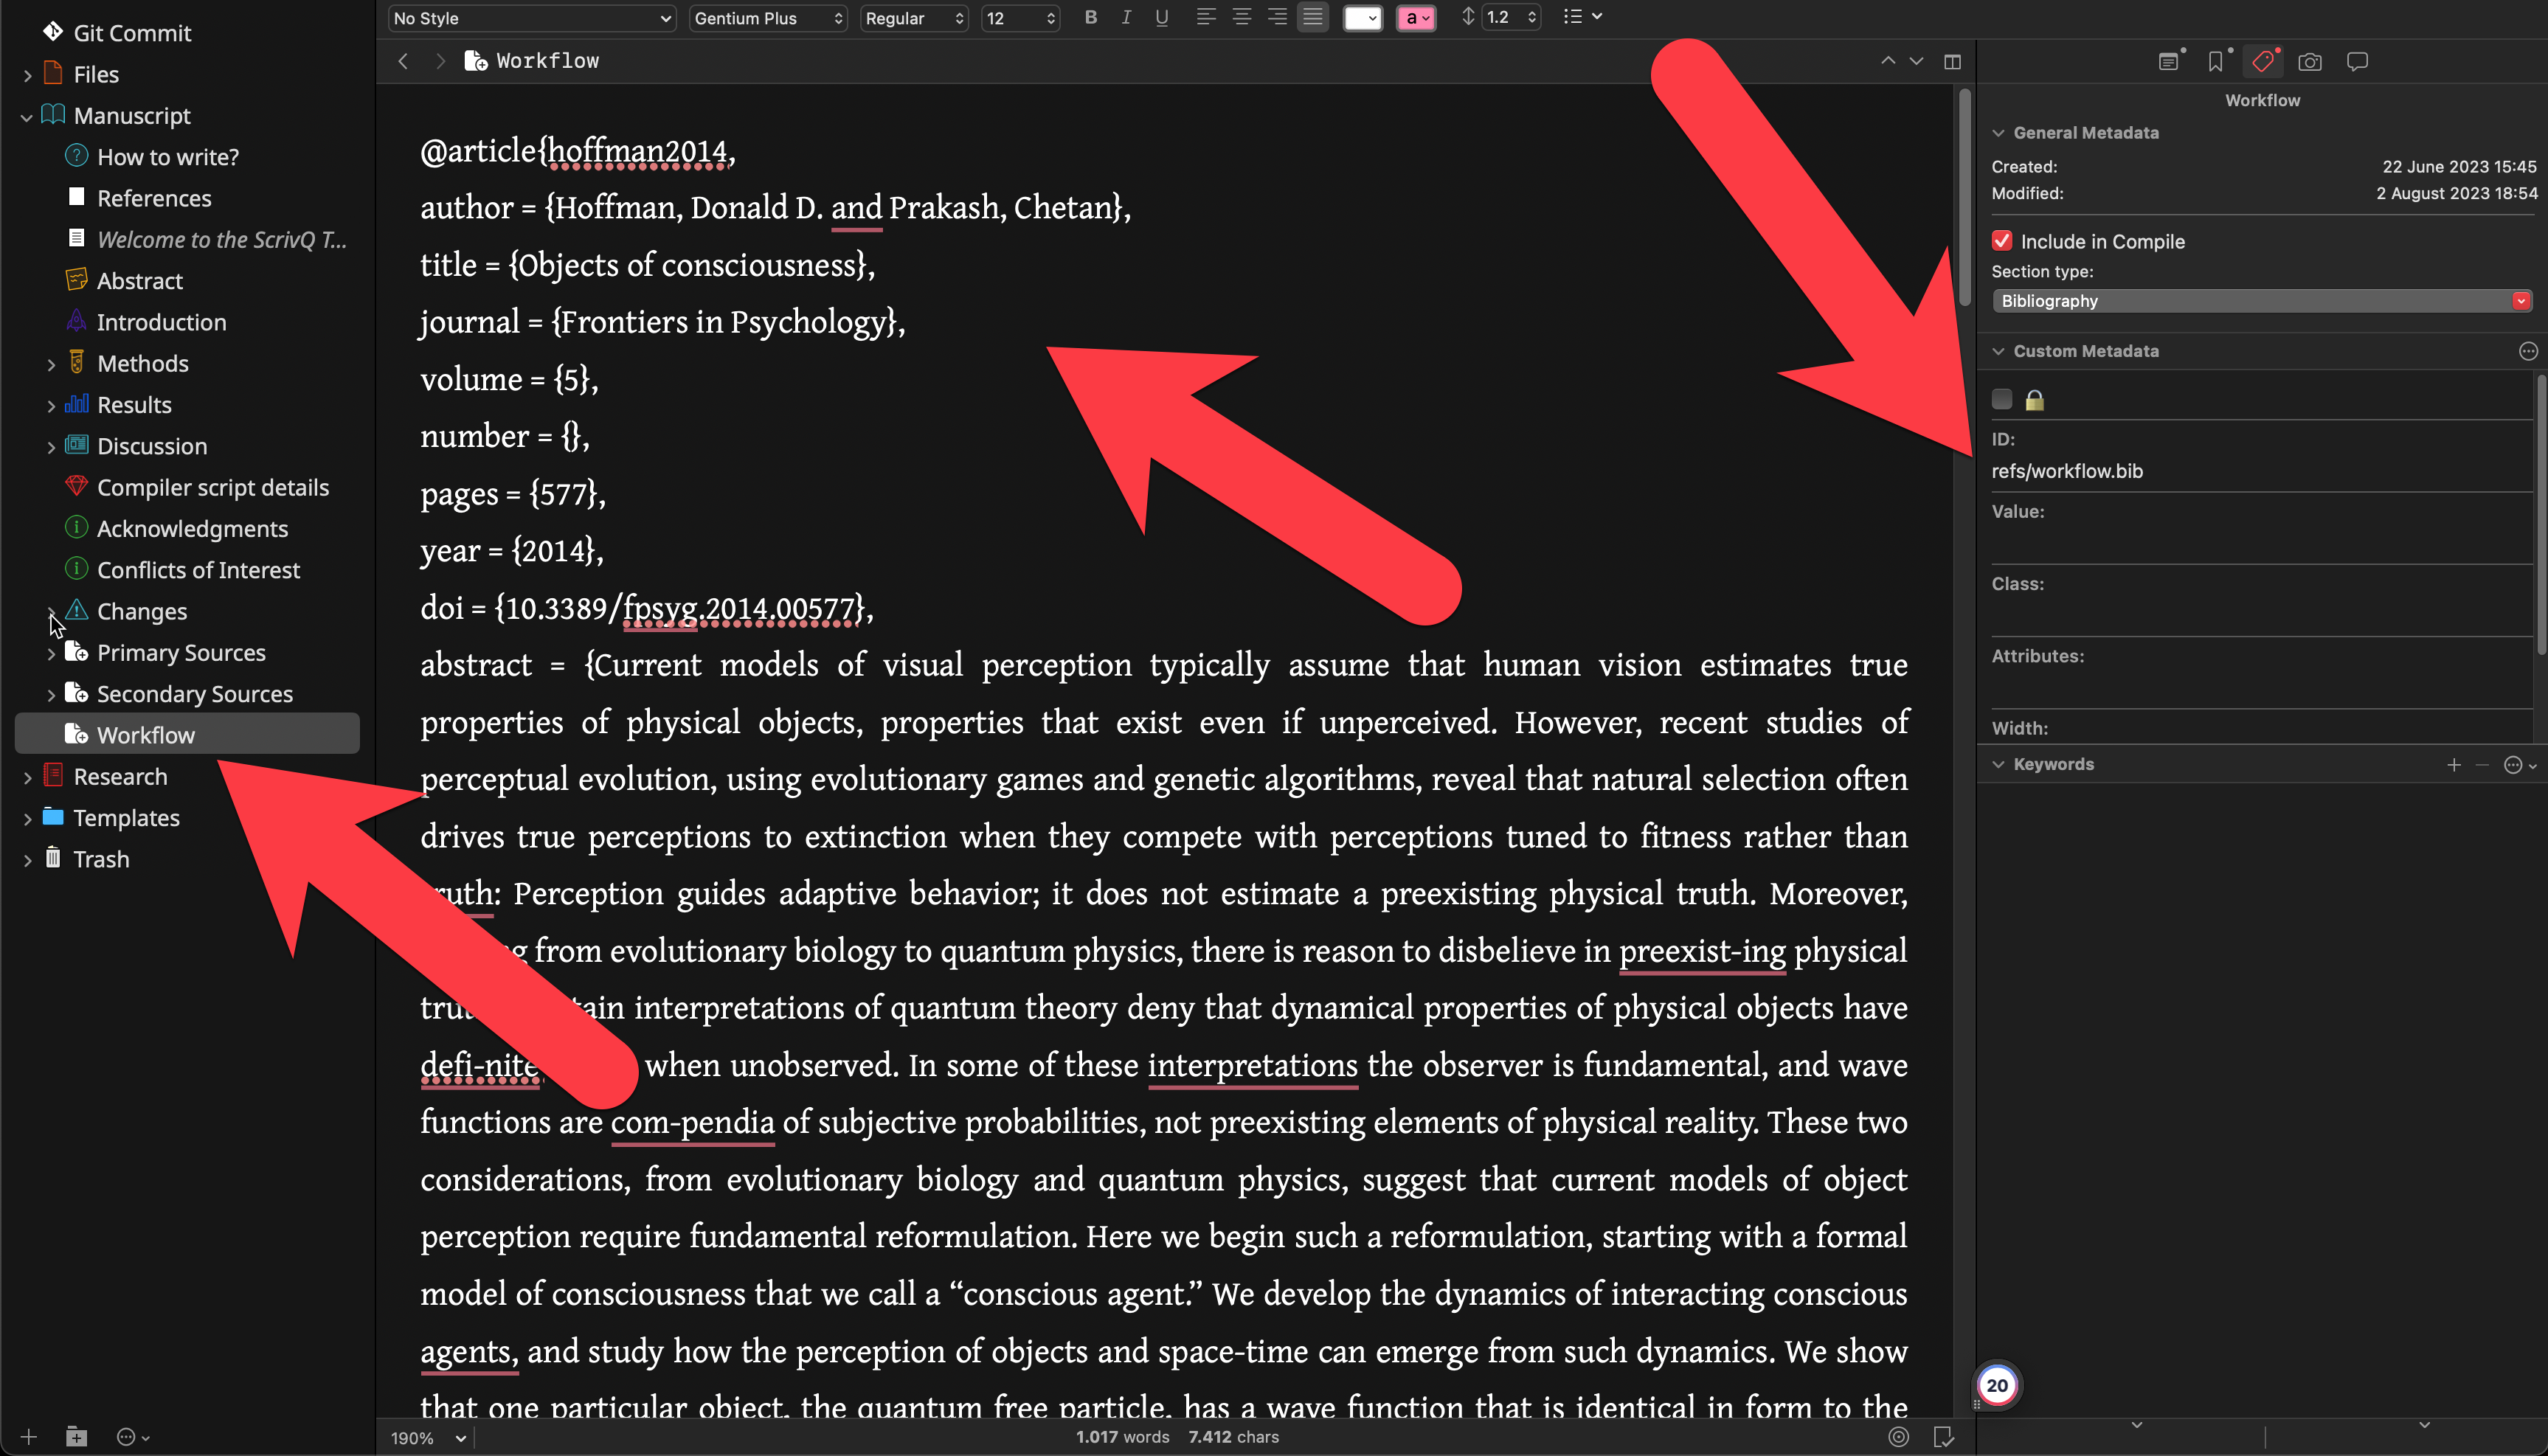 Git Commit
Files
Manuscript
How to write?
References
Welcome to the ScrivQ T...
Abstract
Introduction
Methods
Results
Discussion
Compiler script details
Acknowledgments
Conflicts of Interest
Changes
Primary Sources
Secondary Sources
Workflow
Research
Templates
Trash
No Style
Gentium Plus
Regular
12
B I U
a
1.2
Workflow
@article{hoffman2014,
author = {Hoffman, Donald D. and Prakash, Chetan},
title = {Objects of consciousness},
journal = {Frontiers in Psychology},
volume = {5},
number = {},
pages = {577},
year = {2014},
doi = {10.3389/fpsyg.2014.00577},
abstract = {Current models of visual perception typically assume that human vision estimates true
properties of physical objects, properties that exist even if unperceived. However, recent studies of
perceptual evolution, using evolutionary games and genetic algorithms, reveal that natural selection often
drives true perceptions to extinction when they compete with perceptions tuned to fitness rather than
: Perception guides adaptive behavior; it does not estimate a preexisting physical truth. Moreover,
from evolutionary biology to quantum physics, there is reason to disbelieve in preexist-ing physical
interpretations of quantum theory deny that dynamical properties of physical objects have
defi-nite when unobserved. In some of these interpretations the observer is fundamental, and wave
functions are com-pendia of subjective probabilities, not preexisting elements of physical reality. These two
considerations, from evolutionary biology and quantum physics, suggest that current models of object
perception require fundamental reformulation. Here we begin such a reformulation, starting with a formal
model of consciousness that we call a “conscious agent.” We develop the dynamics of interacting conscious
agents, and study how the perception of objects and space-time can emerge from such dynamics. We show
that one particular object, the quantum free particle, has a wave function that is identical in form to the
190%
1.017 words 7.412 chars
Workflow
General Metadata
Created: 22 June 2023 15:45
Modified: 2 August 2023 18:54
Include in Compile
Section type:
Bibliography
Custom Metadata
ID:
refs/workflow.bib
Value:
Class:
Attributes:
Width:
Keywords
20